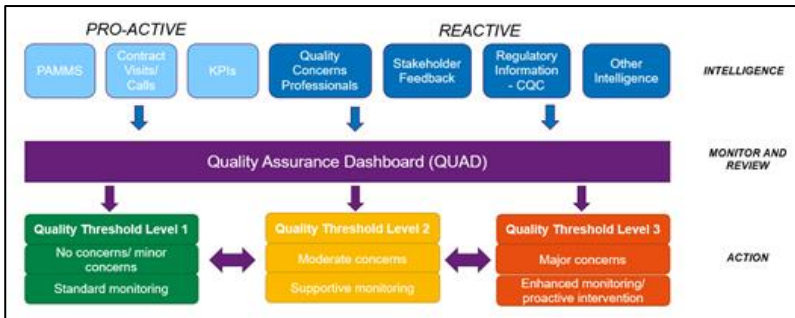 PRO-ACTIVE
REACTIVE
PAMMS
Contract
Visits/
Calls
KPIs
Quality
Concerns
Professionals
Stakeholder
Feedback
Regulatory
Information
- CQC
Other
Intelligence
INTELLIGENCE
Quality Assurance Dashboard (QUAD)
MONITOR AND
REVIEW
Quality Threshold Level 1
No concerns/ minor
concerns
Standard monitoring
Quality Threshold Level 2
Moderate concerns
Supportive monitoring
Quality Threshold Level 3
Major concerns
Enhanced monitoring/
proactive intervention
ACTION